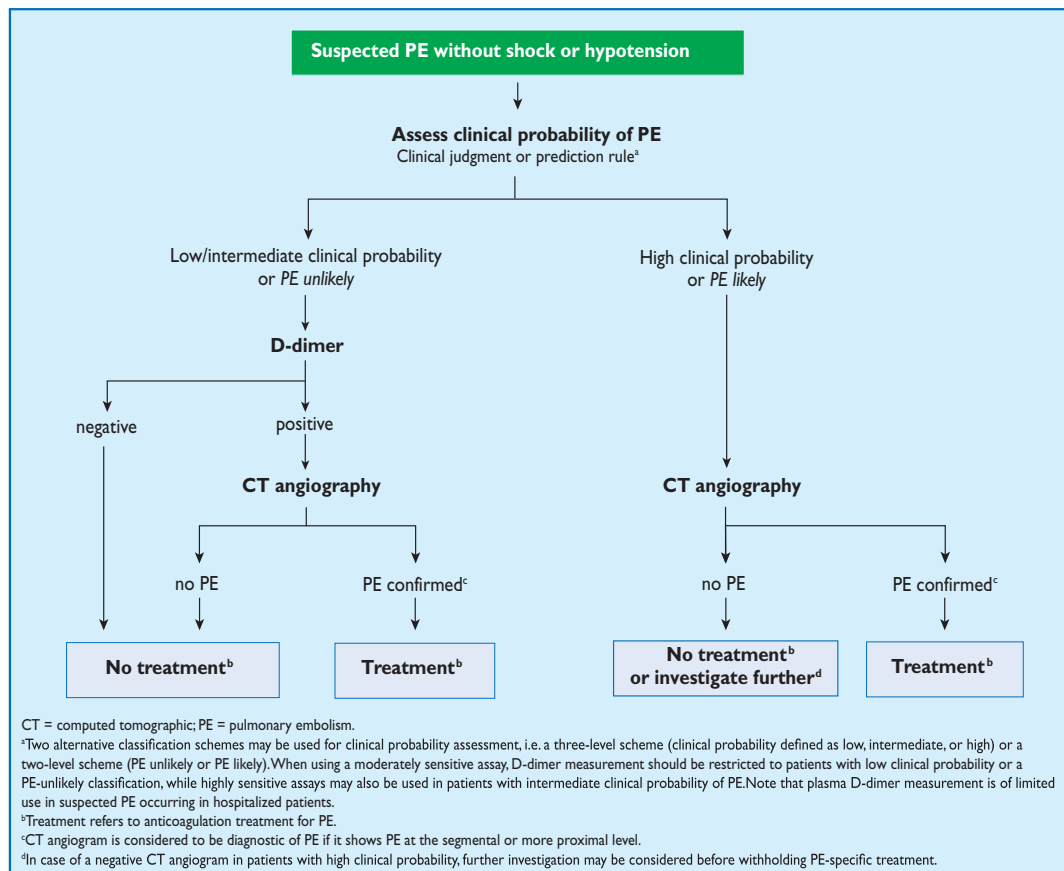 Suspected PE without shock or hypotension
Assess clinical probability of PE
Clinical judgment or prediction ruleᵃ
Low/intermediate clinical probability
or PE unlikely
High clinical probability
or PE likely
D-dimer
negative
positive
CT angiography
CT angiography
no PE
PE confirmedᶜ
no PE
PE confirmedᶜ
No treatmentᵇ
Treatmentᵇ
No treatmentᵇ
or investigate furtherᵈ
Treatmentᵇ
CT = computed tomographic; PE = pulmonary embolism.
ᵃTwo alternative classification schemes may be used for clinical probability assessment, i.e. a three-level scheme (clinical probability defined as low, intermediate, or high) or a
two-level scheme (PE unlikely or PE likely). When using a moderately sensitive assay, D-dimer measurement should be restricted to patients with low clinical probability or a
PE-unlikely classification, while highly sensitive assays may also be used in patients with intermediate clinical probability of PE. Note that plasma D-dimer measurement is of limited
use in suspected PE occurring in hospitalized patients.
ᵇTreatment refers to anticoagulation treatment for PE.
ᶜCT angiogram is considered to be diagnostic of PE if it shows PE at the segmental or more proximal level.
ᵈIn case of a negative CT angiogram in patients with high clinical probability, further investigation may be considered before withholding PE-specific treatment.